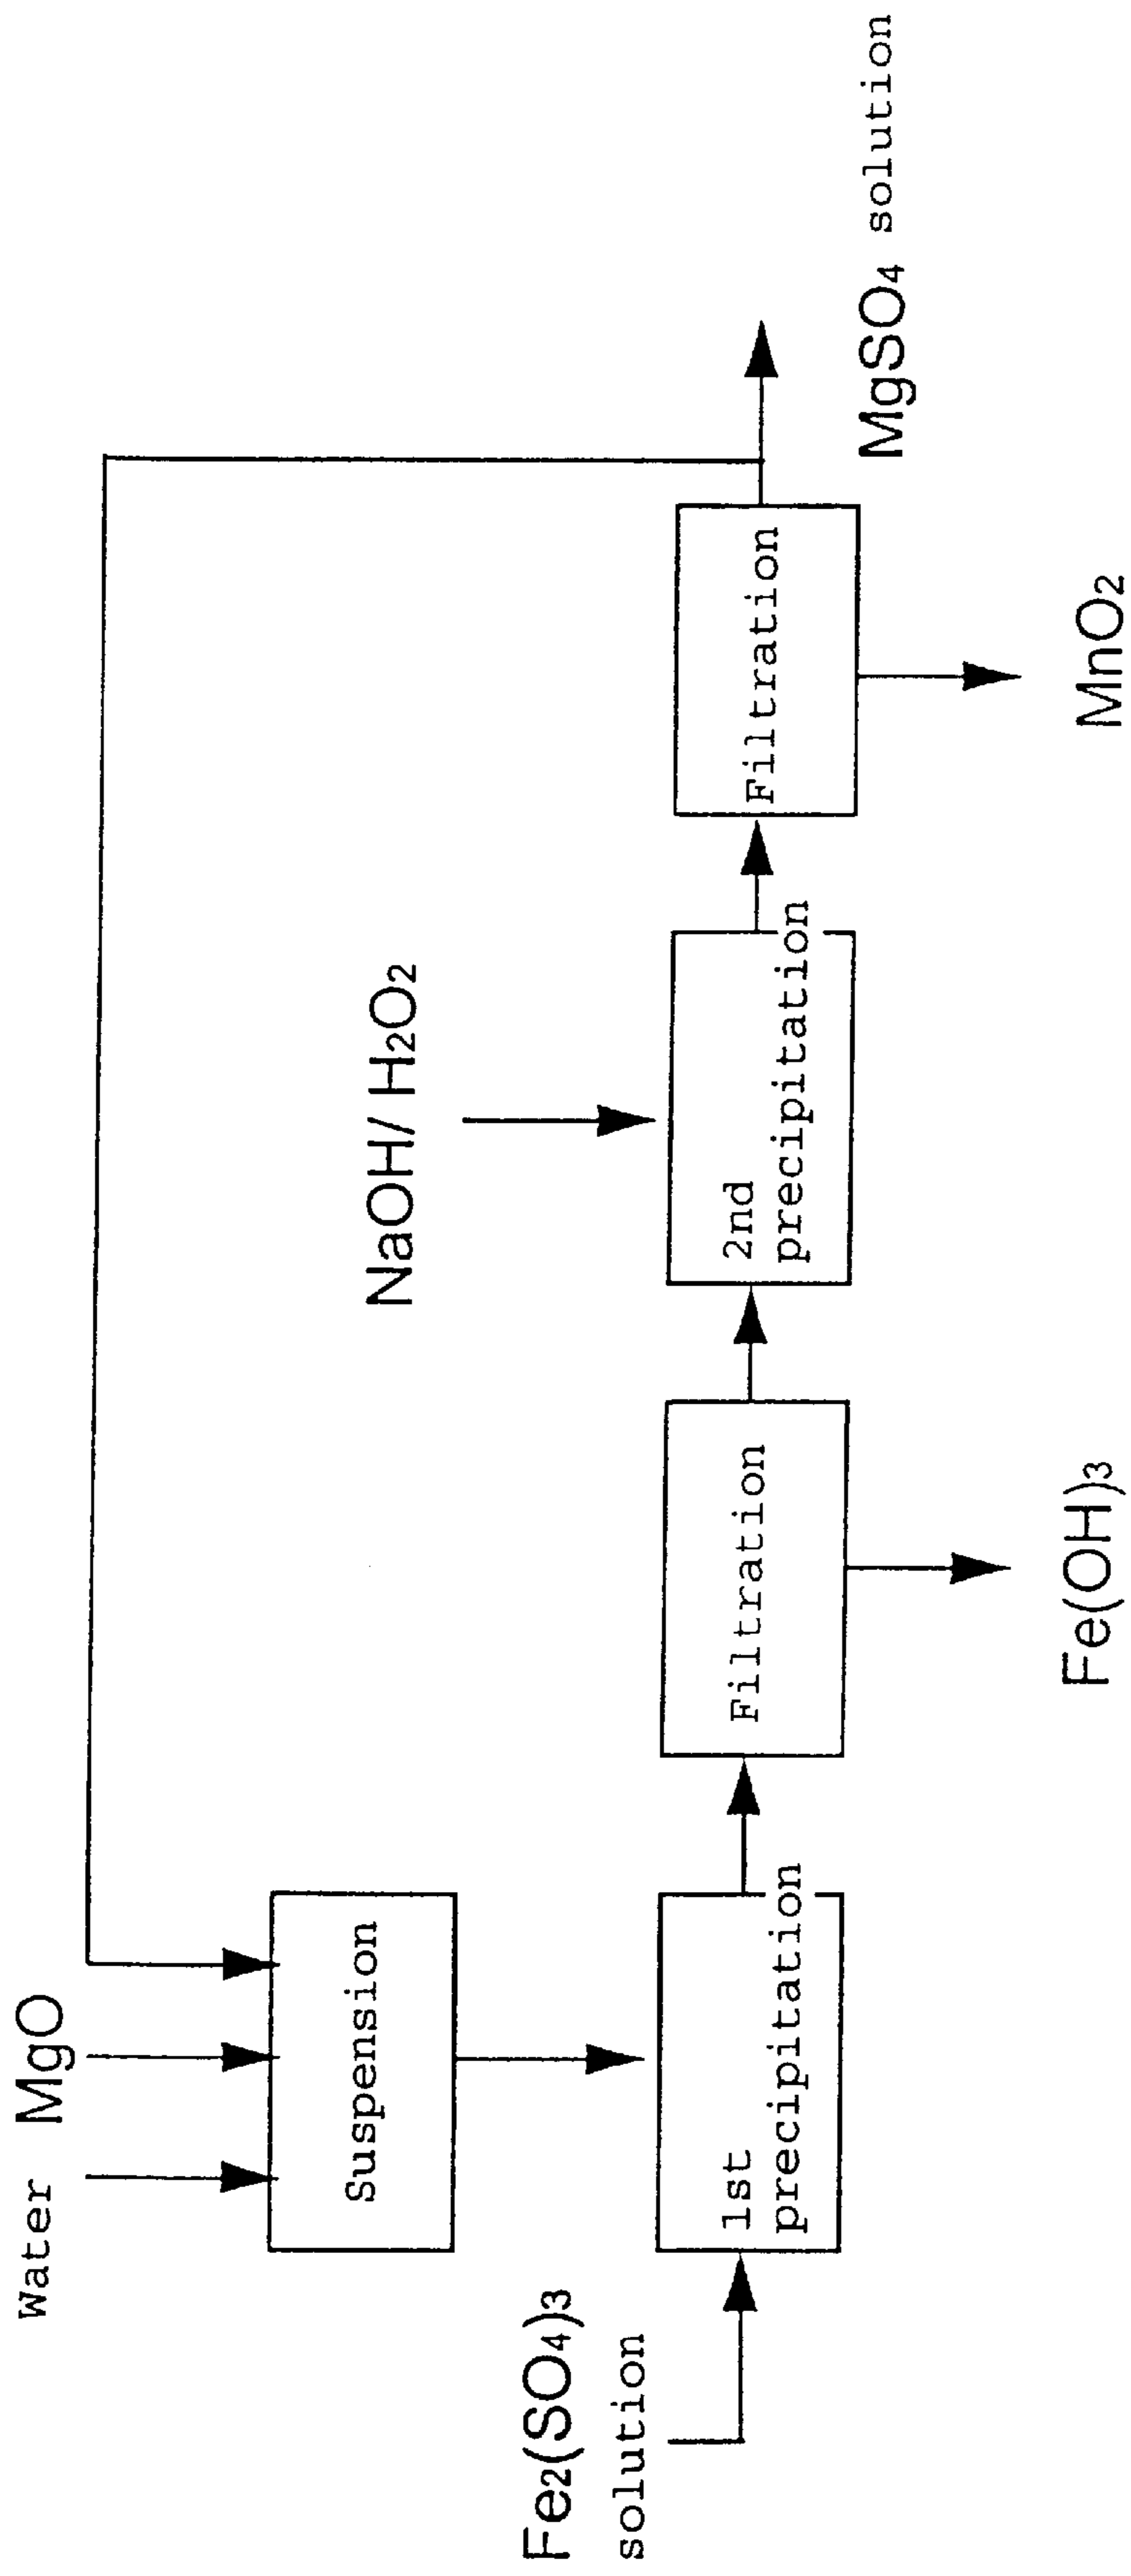 Water MgO
Suspension
Fe₂(SO₄)₃
solution
1st
precipitation
Filtration
Fe(OH)₃
NaOH/ H₂O₂
2nd
precipitation
Filtration
MnO₂
MgSO₄ solution